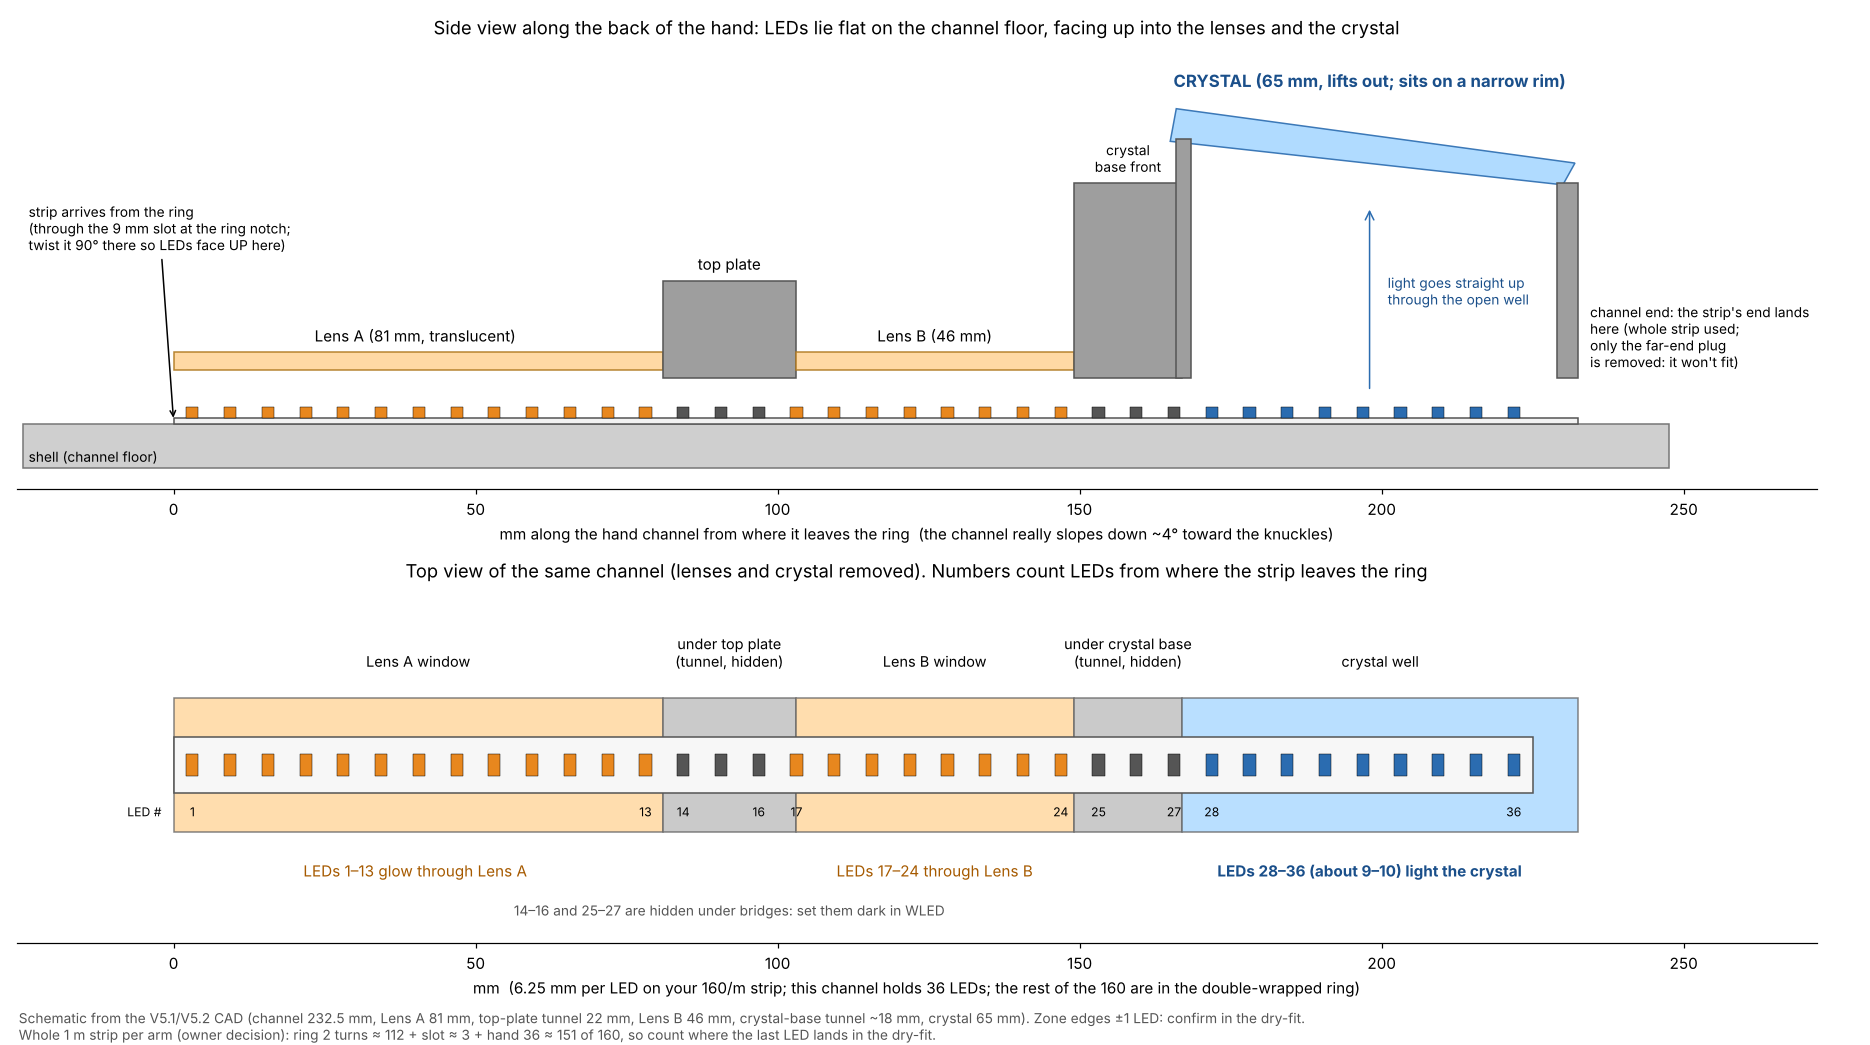 Side view along the back of the hand: LEDs lie flat on the channel floor, facing up into the lenses and the crystal
CRYSTAL (65 mm, lifts out; sits on a narrow rim)
crystal
base front
strip arrives from the ring
(through the 9 mm slot at the ring notch;
twist it 90° there so LEDs face UP here)
top plate
light goes straight up
through the open well
channel end: the strip's end lands
here (whole strip used;
only the far-end plug
is removed: it won't fit)
Lens A (81 mm, translucent)
Lens B (46 mm)
shell (channel floor)
0 50 100 150 200 250
mm along the hand channel from where it leaves the ring (the channel really slopes down ~4° toward the knuckles)
Top view of the same channel (lenses and crystal removed). Numbers count LEDs from where the strip leaves the ring
Lens A window
under top plate
(tunnel, hidden)
Lens B window
under crystal base
(tunnel, hidden)
crystal well
LED # 1 13 14 16 17 24 25 27 28 36
LEDs 1–13 glow through Lens A
LEDs 17–24 through Lens B
LEDs 28–36 (about 9–10) light the crystal
14–16 and 25–27 are hidden under bridges: set them dark in WLED
0 50 100 150 200 250
mm (6.25 mm per LED on your 160/m strip; this channel holds 36 LEDs; the rest of the 160 are in the double-wrapped ring)
Schematic from the V5.1/V5.2 CAD (channel 232.5 mm, Lens A 81 mm, top-plate tunnel 22 mm, Lens B 46 mm, crystal-base tunnel ~18 mm, crystal 65 mm). Zone edges ±1 LED: confirm in the dry-fit.
Whole 1 m strip per arm (owner decision): ring 2 turns ≈ 112 + slot ≈ 3 + hand 36 ≈ 151 of 160, so count where the last LED lands in the dry-fit.